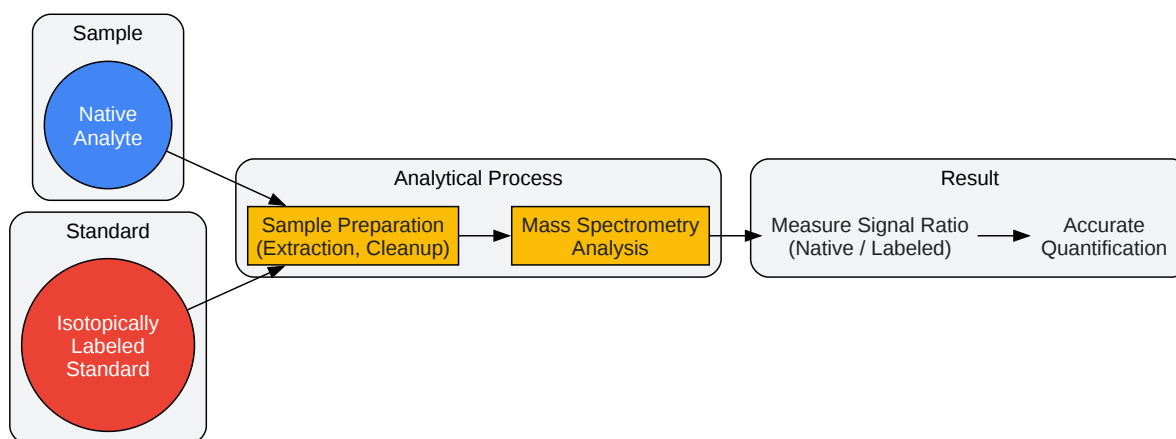 Sample
Native
Analyte
Standard
Isotopically
Labeled
Standard
Analytical Process
Sample Preparation
(Extraction, Cleanup)
Mass Spectrometry
Analysis
Result
Measure Signal Ratio
(Native / Labeled)
Accurate
Quantification